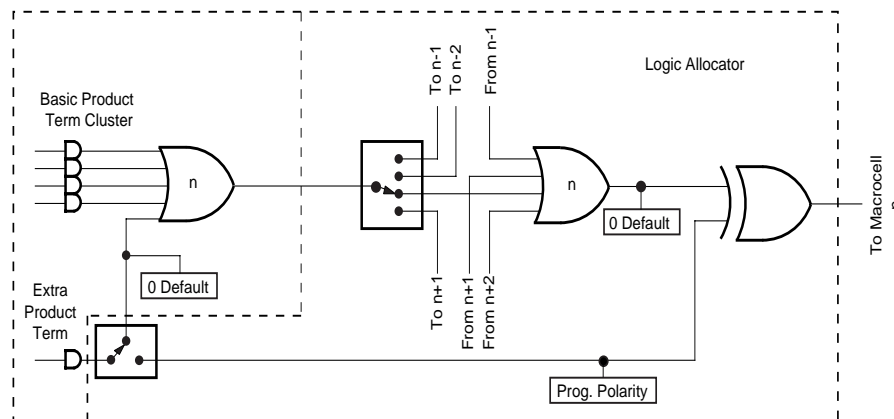 Logic Allocator
Basic Product
Term Cluster
n
To n-1
To n-2
From n-1
n
0 Default
To Macrocell
n
0 Default
To n+1
From n+1
From n+2
Extra
Product
Term
Prog. Polarity